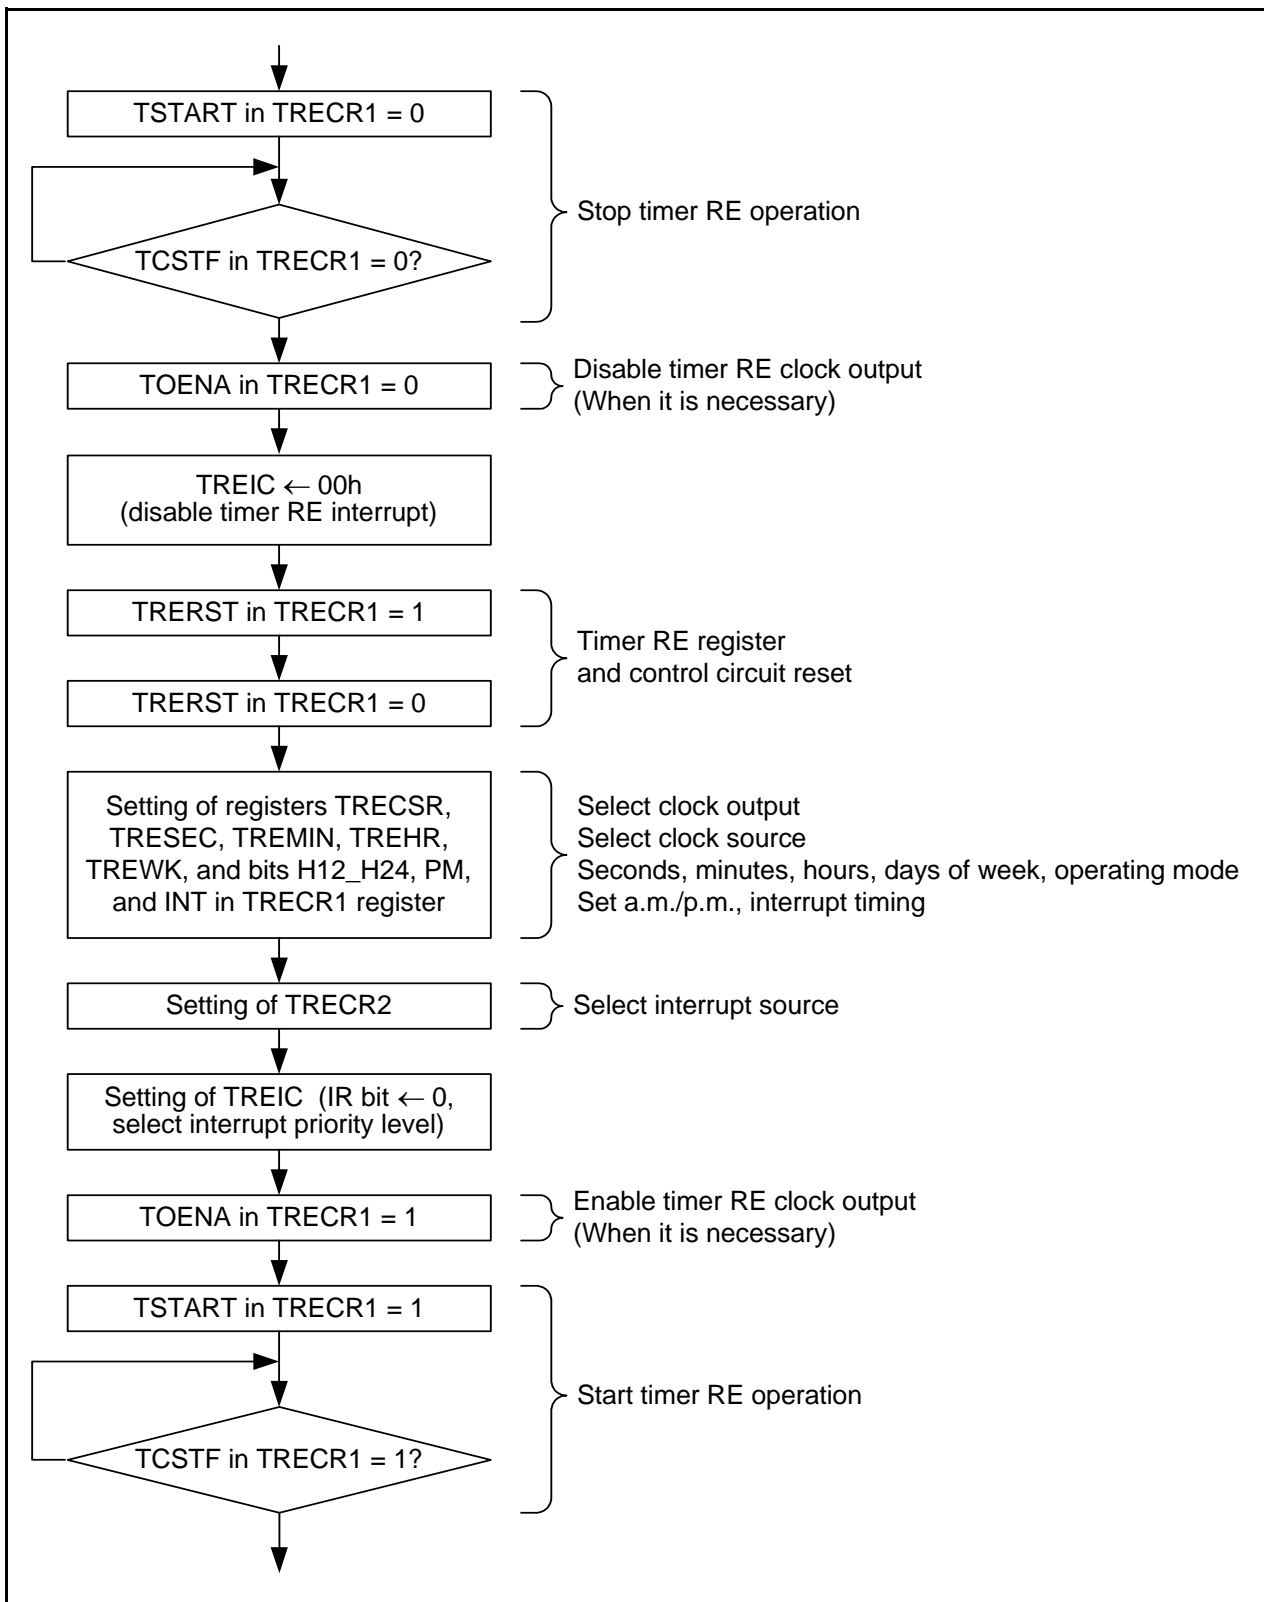 TSTART in TRECR1 = 0
TCSTF in TRECR1 = 0?
Stop timer RE operation
TOENA in TRECR1 = 0
Disable timer RE clock output
(When it is necessary)
TREIC ← 00h
(disable timer RE interrupt)
TRERST in TRECR1 = 1
Timer RE register
and control circuit reset
TRERST in TRECR1 = 0
Setting of registers TRECSR,
TRESEC, TREMIN, TREHR,
TREWK, and bits H12_H24, PM,
and INT in TRECR1 register
Select clock output
Select clock source
Seconds, minutes, hours, days of week, operating mode
Set a.m./p.m., interrupt timing
Setting of TRECR2
Select interrupt source
Setting of TREIC (IR bit ← 0,
select interrupt priority level)
TOENA in TRECR1 = 1
Enable timer RE clock output
(When it is necessary)
TSTART in TRECR1 = 1
Start timer RE operation
TCSTF in TRECR1 = 1?